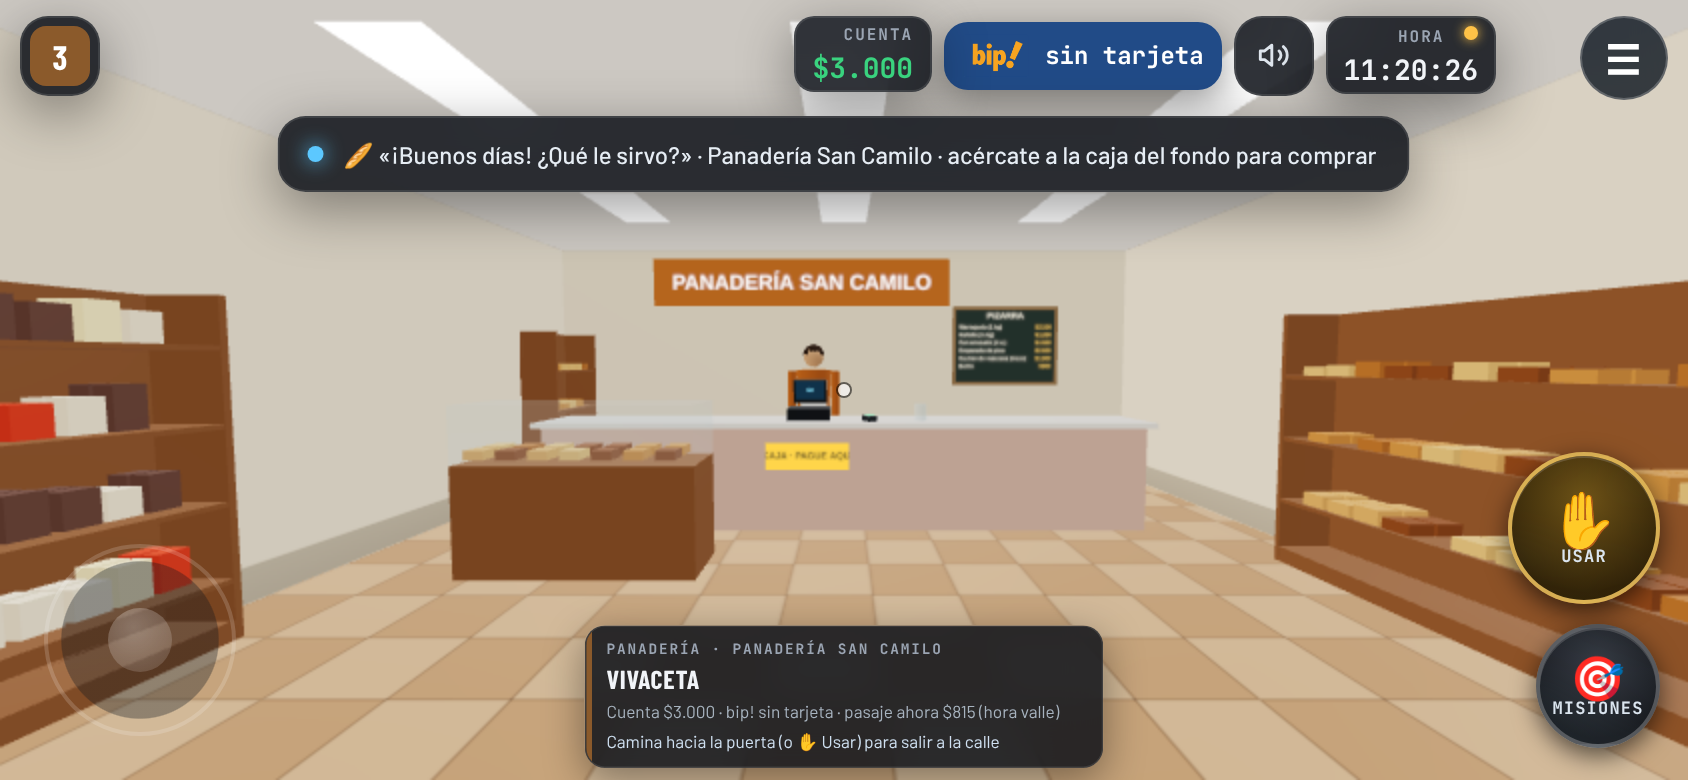 3
CUENTA
$3.000
bip! sin tarjeta
HORA
11:20:26
🥖 «¡Buenos días! ¿Qué le sirvo?» · Panadería San Camilo · acércate a la caja del fondo para comprar
PANADERÍA SAN CAMILO
PIZARRA
CAJA · PAGUE AQUÍ
USAR
MISIONES
PANADERÍA · PANADERÍA SAN CAMILO
VIVACETA
Cuenta $3.000 · bip! sin tarjeta · pasaje ahora $815 (hora valle)
Camina hacia la puerta (o ✋ Usar) para salir a la calle